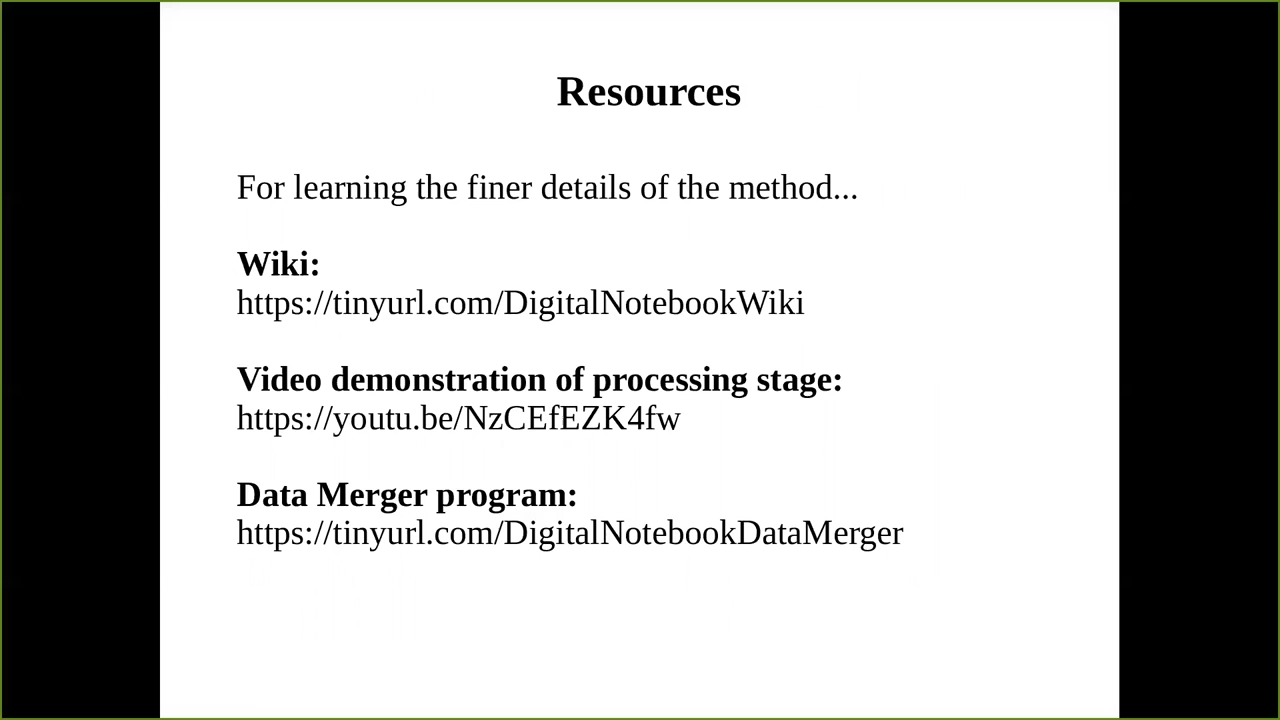 Resources
For learning the finer details of the method...
Wiki:
https://tinyurl.com/DigitalNotebookWiki
Video demonstration of processing stage:
https://youtu.be/NzCEfEZK4fw
Data Merger program:
https://tinyurl.com/DigitalNotebookDataMerger